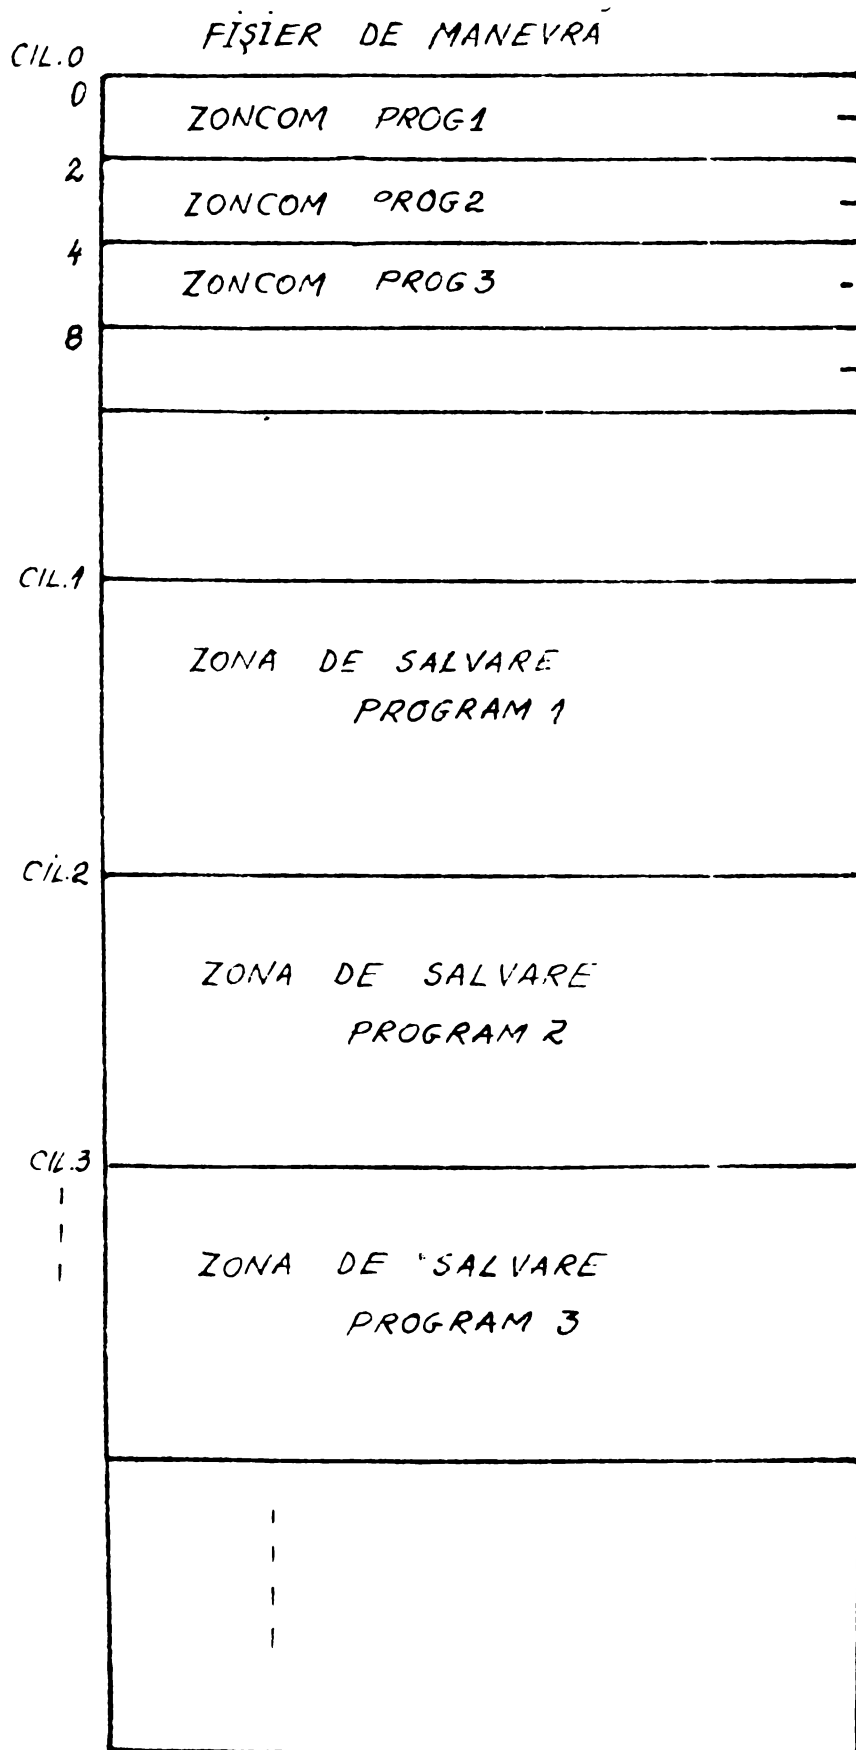 FIȘIER DE MANEVRĂ
CIL.0
0
ZONCOM PROG1
2
ZONCOM PROG2
4
ZONCOM PROG3
8
CIL.1
ZONA DE SALVARE
PROGRAM 1
CIL.2
ZONA DE SALVARE
PROGRAM 2
CIL.3
ZONA DE SALVARE
PROGRAM 3